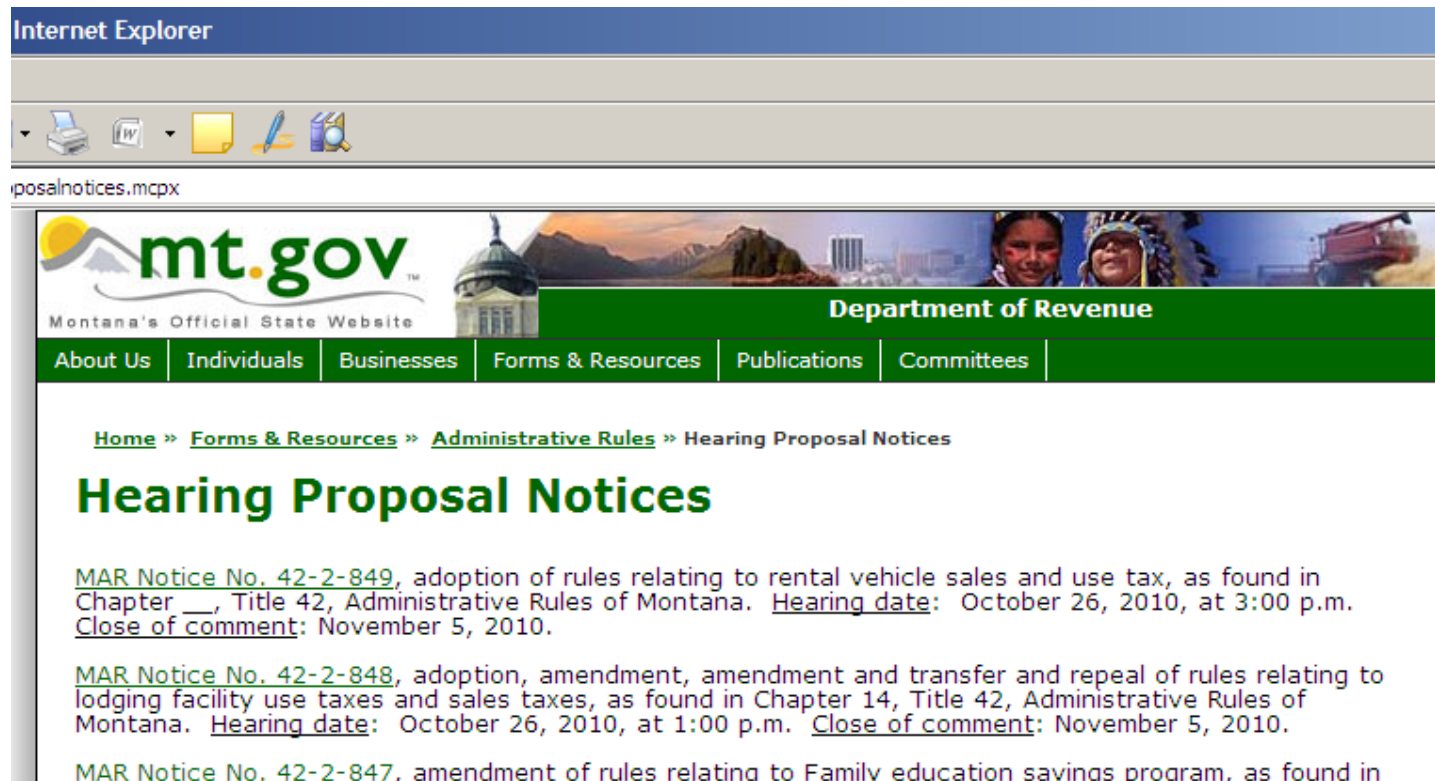 Internet Explorer
posalnotices.mcpx
mt.gov™
Montana's Official State Website
Department of Revenue
About Us Individuals Businesses Forms & Resources Publications Committees
Home » Forms & Resources » Administrative Rules » Hearing Proposal Notices
Hearing Proposal Notices
MAR Notice No. 42-2-849, adoption of rules relating to rental vehicle sales and use tax, as found in
Chapter __, Title 42, Administrative Rules of Montana. Hearing date: October 26, 2010, at 3:00 p.m.
Close of comment: November 5, 2010.
MAR Notice No. 42-2-848, adoption, amendment, amendment and transfer and repeal of rules relating to
lodging facility use taxes and sales taxes, as found in Chapter 14, Title 42, Administrative Rules of
Montana. Hearing date: October 26, 2010, at 1:00 p.m. Close of comment: November 5, 2010.
MAR Notice No. 42-2-847, amendment of rules relating to Family education savings program, as found in